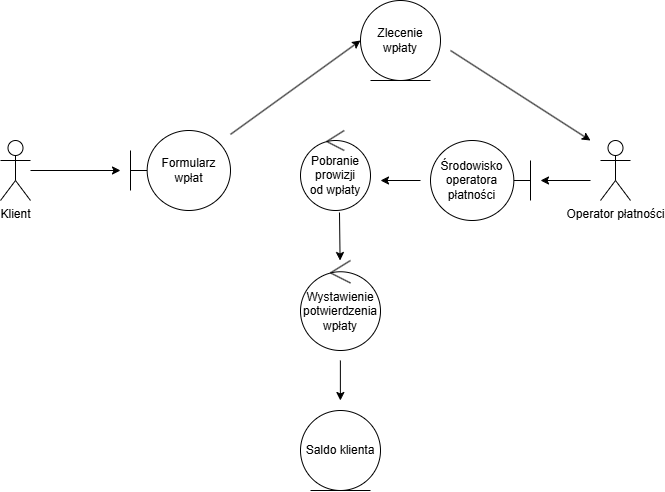 Zlecenie
wpłaty
Klient
Formularz
wpłat
Pobranie
prowizji
od wpłaty
Środowisko
operatora
płatności
Operator płatności
Wystawienie
potwierdzenia
wpłaty
Saldo klienta